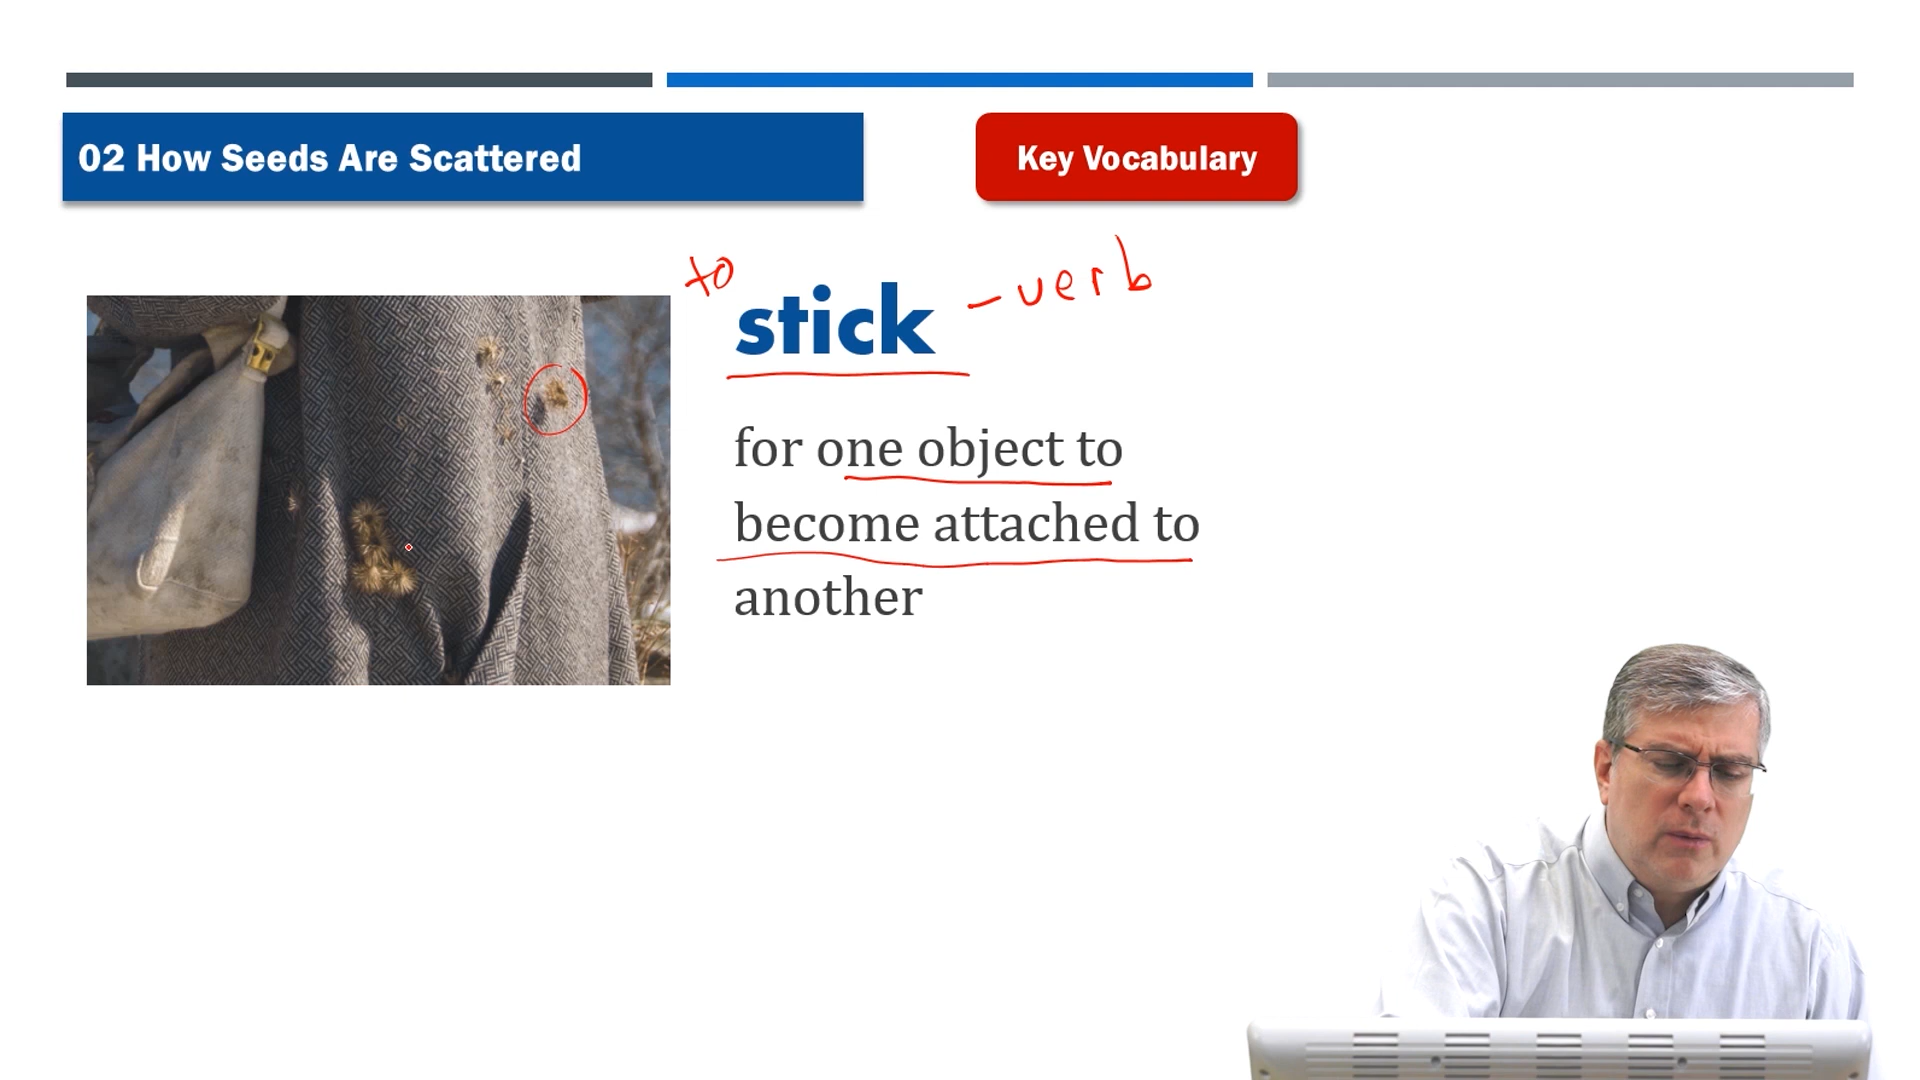 02 How Seeds Are Scattered
Key Vocabulary
to stick - verb
for one object to
become attached to
another